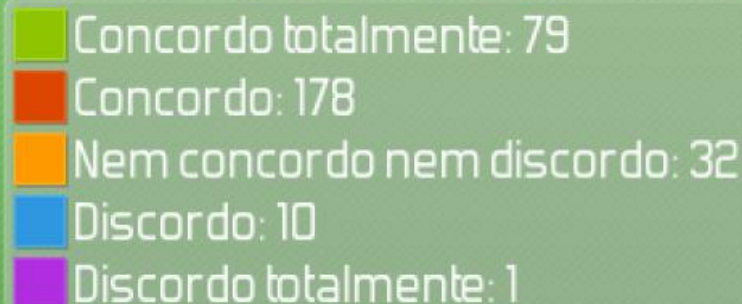 Concordo totalmente: 79
Concordo: 178
Nem concordo nem discordo: 32
Discordo: 10
Discordo totalmente: 1